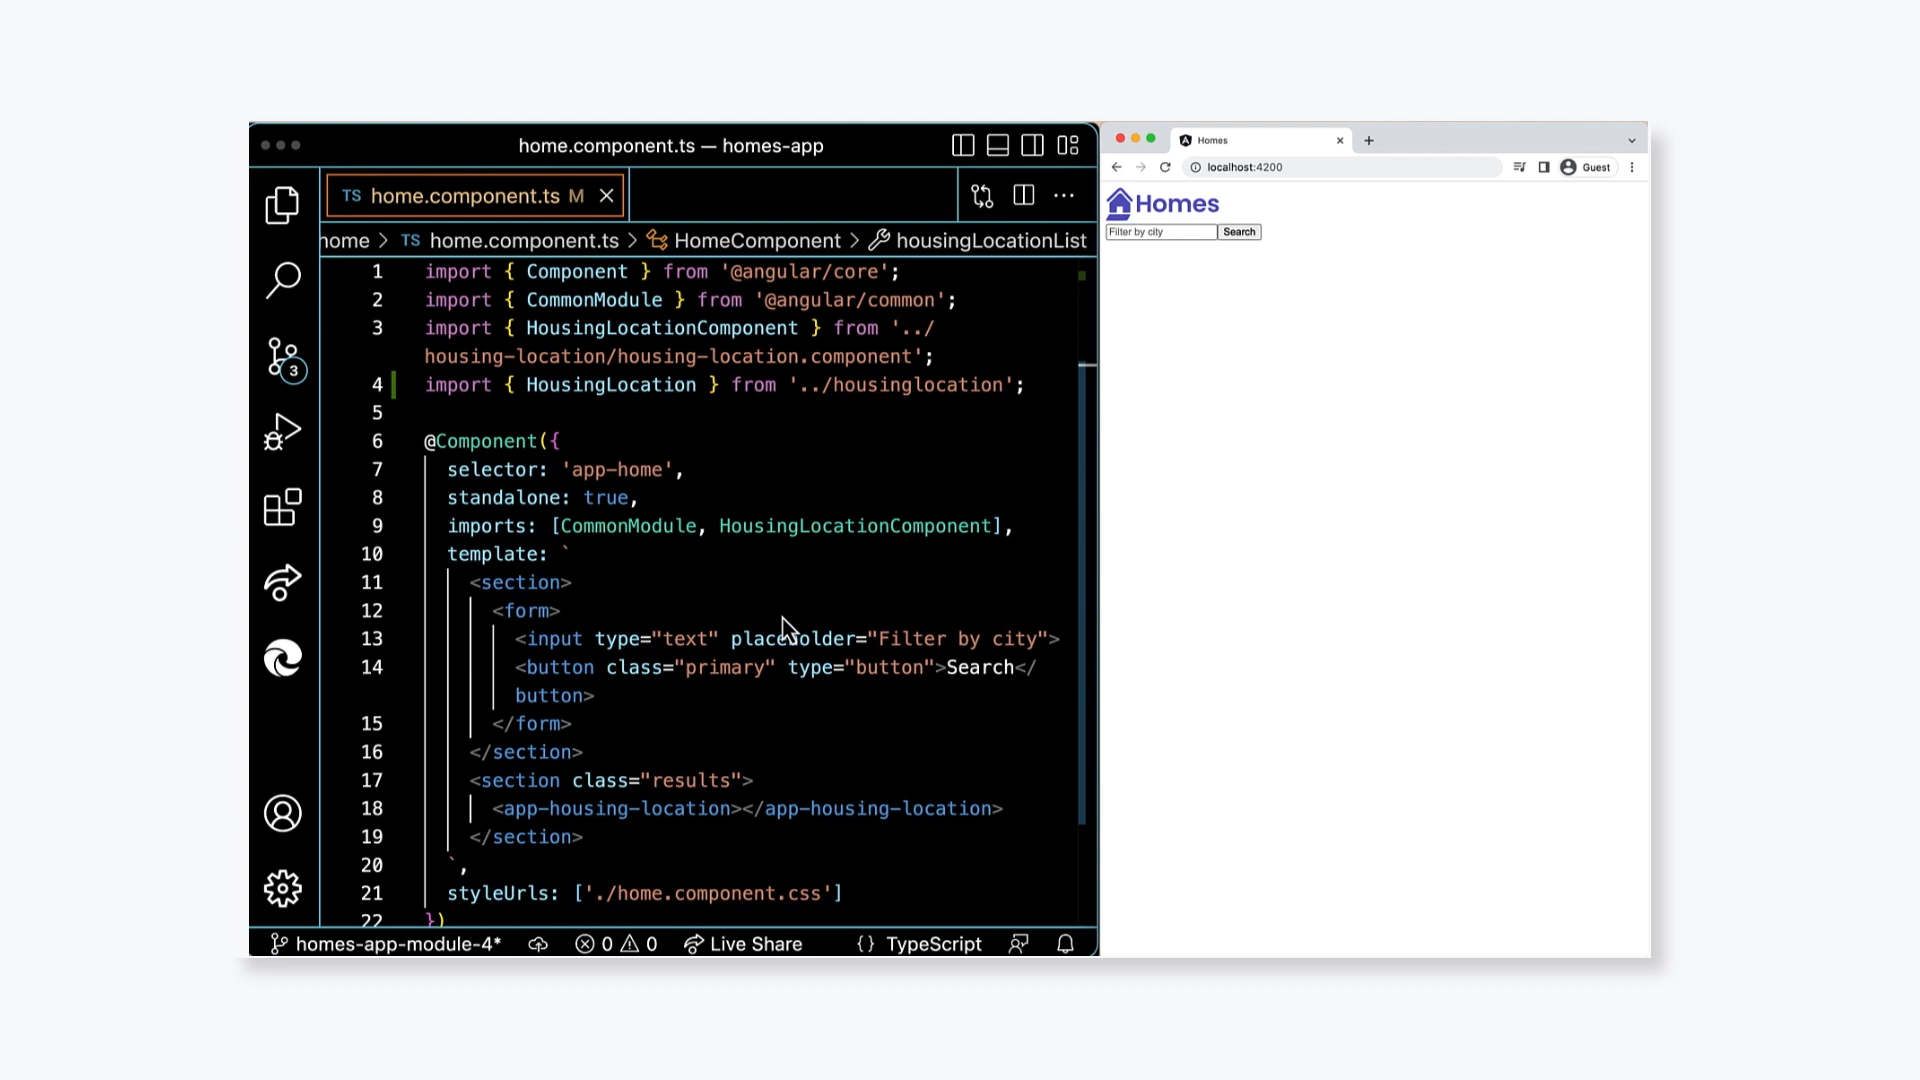 home.component.ts — homes-app
TS home.component.ts M
home > TS home.component.ts > HomeComponent > housingLocationList
1 import { Component } from '@angular/core';
2 import { CommonModule } from '@angular/common';
3 import { HousingLocationComponent } from '../
housing-location/housing-location.component';
4 import { HousingLocation } from '../housinglocation';
5
6 @Component({
7 selector: 'app-home',
8 standalone: true,
9 imports: [CommonModule, HousingLocationComponent],
10 template: `
11 <section>
12 <form>
13 <input type="text" placeholder="Filter by city">
14 <button class="primary" type="button">Search</
button>
15 </form>
16 </section>
17 <section class="results">
18 <app-housing-location></app-housing-location>
19 </section>
20 `,
21 styleUrls: ['./home.component.css']
22 })
3
homes-app-module-4* 0 0 Live Share {} TypeScript
Homes
localhost:4200
Guest
Homes
Filter by city Search